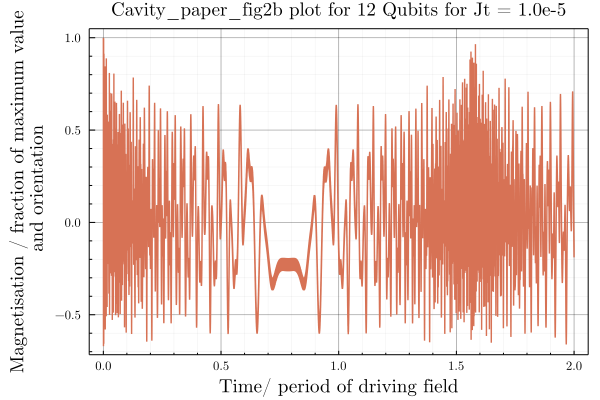 Cavity_paper_fig2b plot for 12 Qubits for Jt = 1.0e-5
Magnetisation / fraction of maximum value
and orientation
1.0
0.5
0.0
−0.5
0.0 0.5 1.0 1.5 2.0
Time/ period of driving field